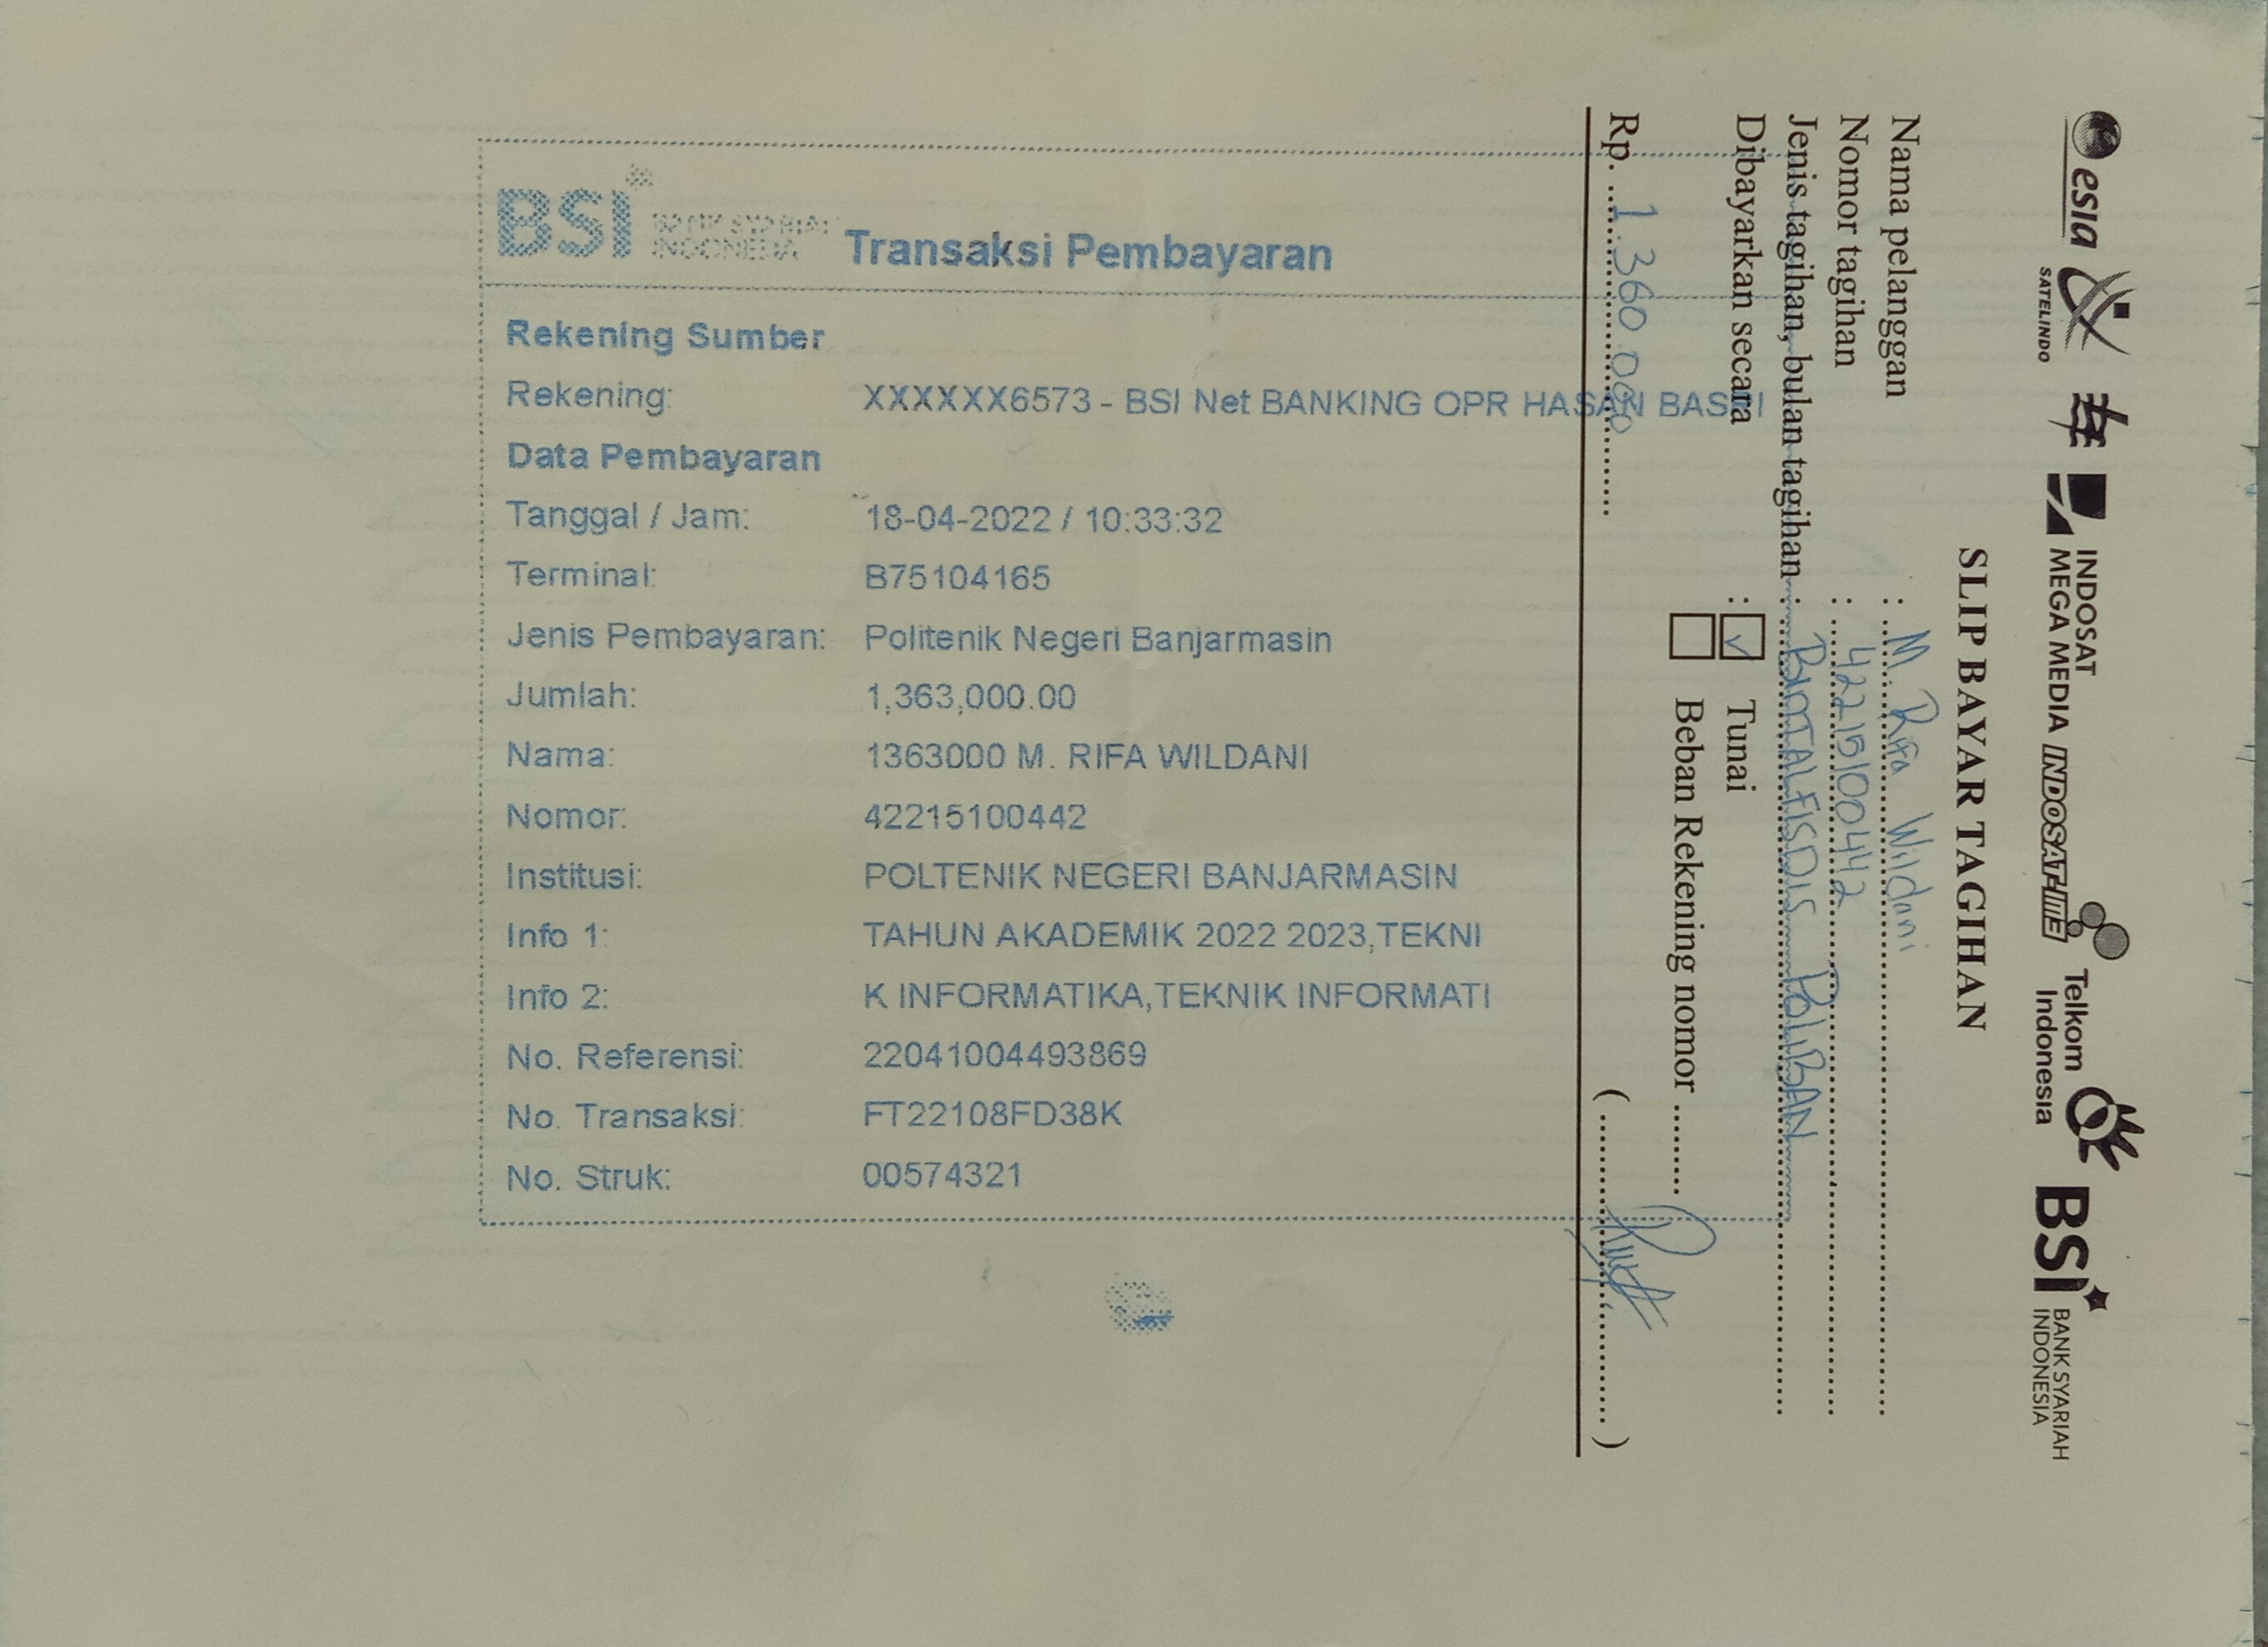 esia
SATELINDO
INDOSAT
MEGA MEDIA
INDOSAT
Telkom
Indonesia
BSI
BANK SYARIAH
INDONESIA
SLIP BAYAR TAGIHAN
Nama pelanggan : M. Rifa Wildani
Nomor tagihan : 42215100442
Jenis tagihan, bulan tagihan : POLIBAN
Dibayarkan secara : Tunai
Beban Rekening nomor
Rp. 1.360.000 ( )
BSI BANK SYARIAH
INDONESIA
Transaksi Pembayaran
Rekening Sumber
Rekening: XXXXXX6573 - BSI Net BANKING OPR HASAN BASRI
Data Pembayaran
Tanggal / Jam: 18-04-2022 / 10:33:32
Terminal: B75104165
Jenis Pembayaran: Politenik Negeri Banjarmasin
Jumlah: 1,363,000.00
Nama: 1363000 M. RIFA WILDANI
Nomor: 42215100442
Institusi: POLTENIK NEGERI BANJARMASIN
Info 1: TAHUN AKADEMIK 2022 2023,TEKNI
Info 2: K INFORMATIKA,TEKNIK INFORMATI
No. Referensi: 22041004493869
No. Transaksi: FT22108FD38K
No. Struk: 00574321